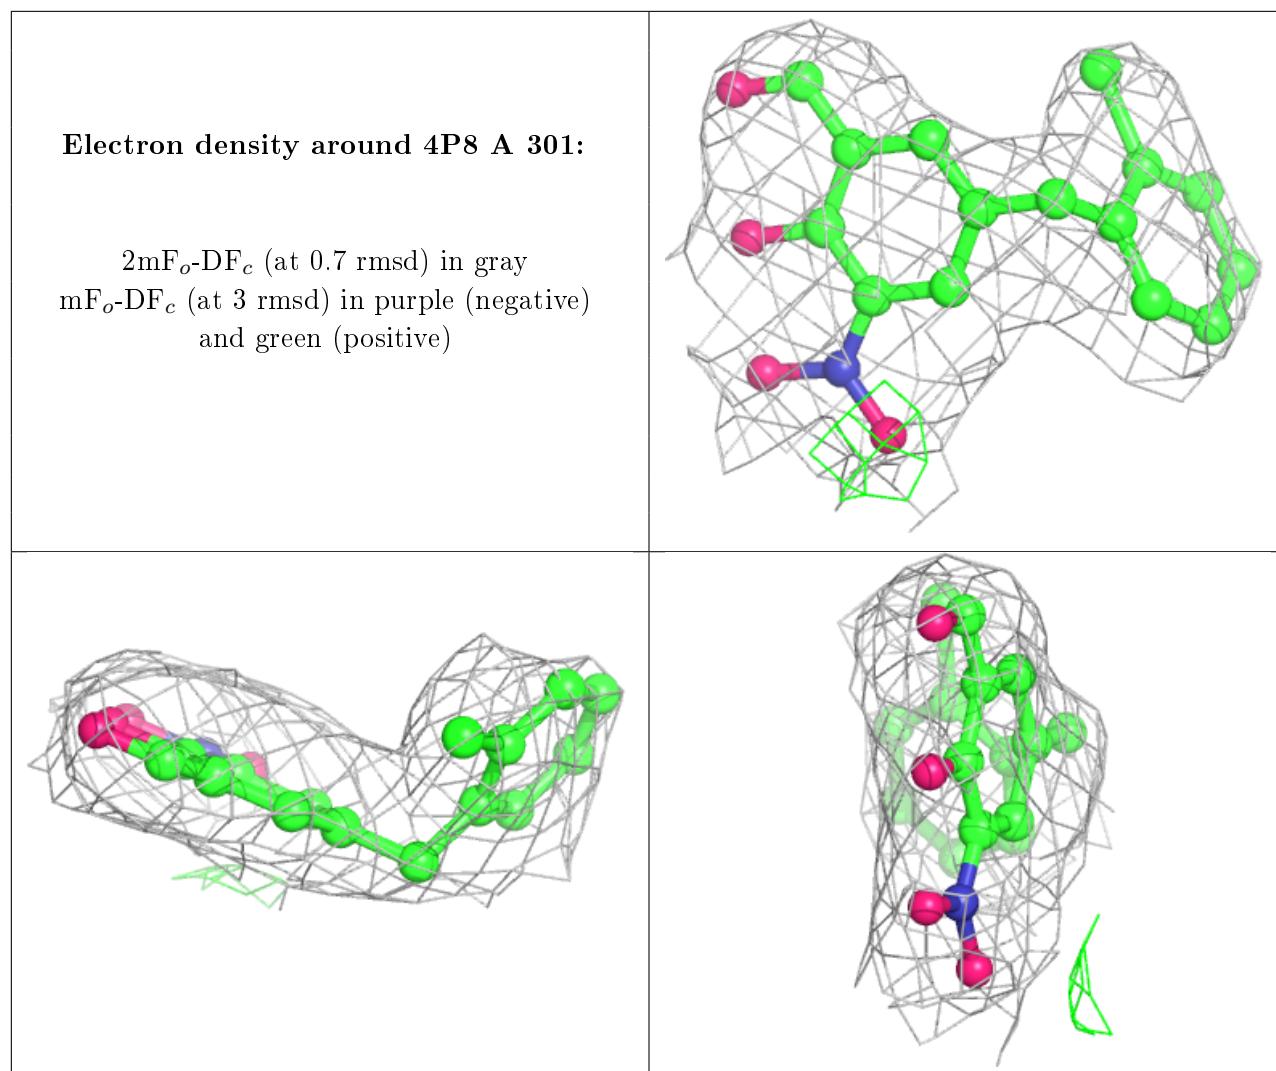 Electron density around 4P8 A 301:
2mFₒ-DF𝑐 (at 0.7 rmsd) in gray
mFₒ-DF𝑐 (at 3 rmsd) in purple (negative)
and green (positive)